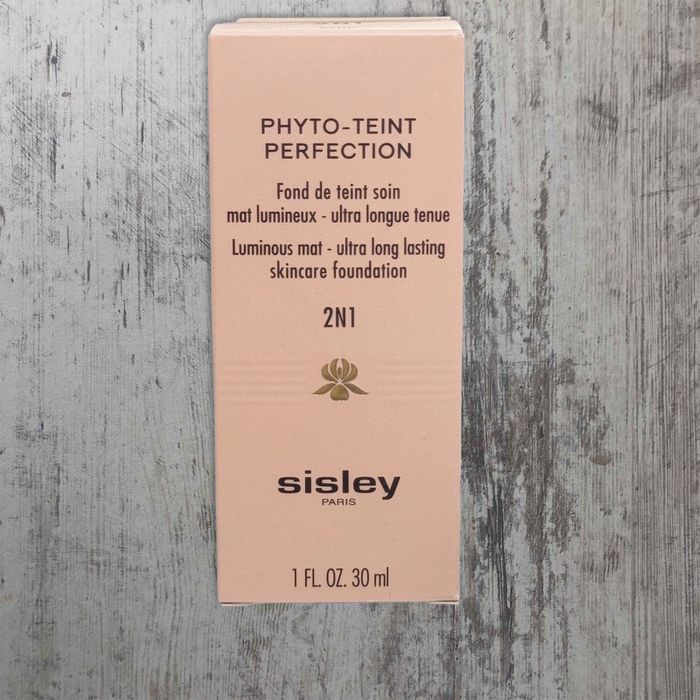 PHYTO-TEINT
PERFECTION
Fond de teint soin
mat lumineux - ultra longue tenue
Luminous mat - ultra long lasting
skincare foundation
2N1
sisley
PARIS
1 FL. OZ. 30 ml